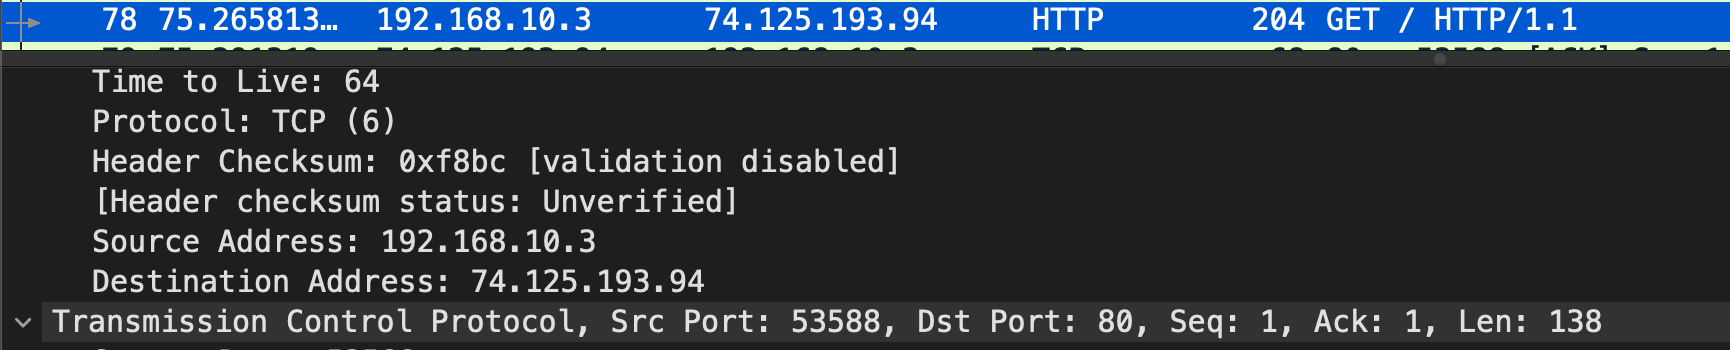 78 75.265813… 192.168.10.3 74.125.193.94 HTTP 204 GET / HTTP/1.1
Time to Live: 64
Protocol: TCP (6)
Header Checksum: 0xf8bc [validation disabled]
[Header checksum status: Unverified]
Source Address: 192.168.10.3
Destination Address: 74.125.193.94
Transmission Control Protocol, Src Port: 53588, Dst Port: 80, Seq: 1, Ack: 1, Len: 138